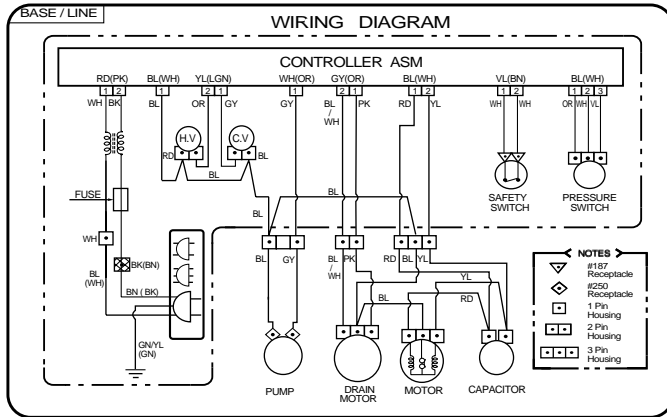 BASE / LINE
WIRING DIAGRAM
CONTROLLER ASM
RD(PK) BL(WH) YL(LGN) WH(OR) GY(OR) BL(WH) VL(BN) BL(WH)
1 2 1 2 1 1 2 1 1 2 1 2 1 2 3
WH BK BL OR GY GY BL / WH PK RD YL WH WH OR WH VL
H.V C.V
RD BL BL
FUSE
BL BL
SAFETY SWITCH
PRESSURE SWITCH
WH
BK(BN)
BL (WH)
BN ( BK)
GN/YL (GN)
BL GY BL / WH PK RD BL YL
YL
BL RD
PUMP
DRAIN MOTOR
MOTOR
CAPACITOR
NOTES
#187 Receptacle
#250 Receptacle
1 Pin Housing
2 Pin Housing
3 Pin Housing